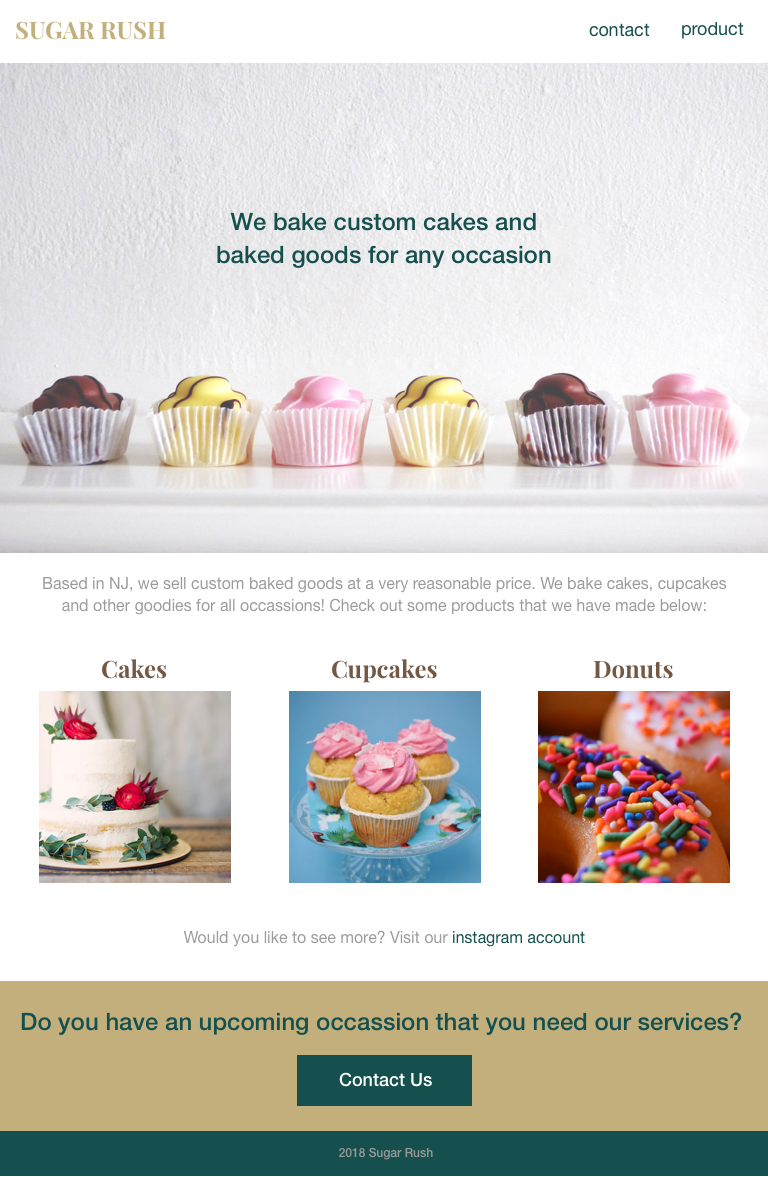 SUGAR RUSH
contact product
We bake custom cakes and
baked goods for any occasion
Based in NJ, we sell custom baked goods at a very reasonable price. We bake cakes, cupcakes
and other goodies for all occassions! Check out some products that we have made below:
Cakes
Cupcakes
Donuts
Would you like to see more? Visit our instagram account
Do you have an upcoming occassion that you need our services?
Contact Us
2018 Sugar Rush